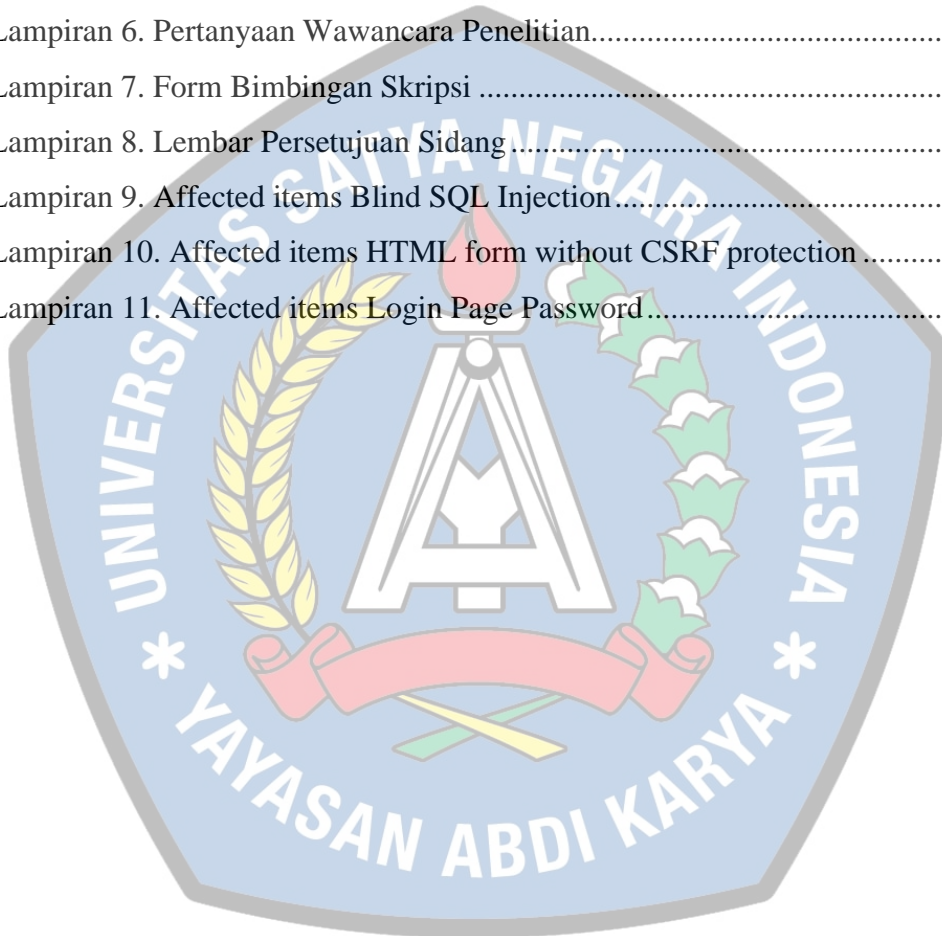 Lampiran 6. Pertanyaan Wawancara Penelitian..........................................
Lampiran 7. Form Bimbingan Skripsi ........................................................
Lampiran 8. Lembar Persetujuan Sidang....................................................
Lampiran 9. Affected items Blind SQL Injection........................................
Lampiran 10. Affected items HTML form without CSRF protection ..........
Lampiran 11. Affected items Login Page Password....................................
UNIVERSITAS SATYA NEGARA INDONESIA
* YAYASAN ABDI KARYA *